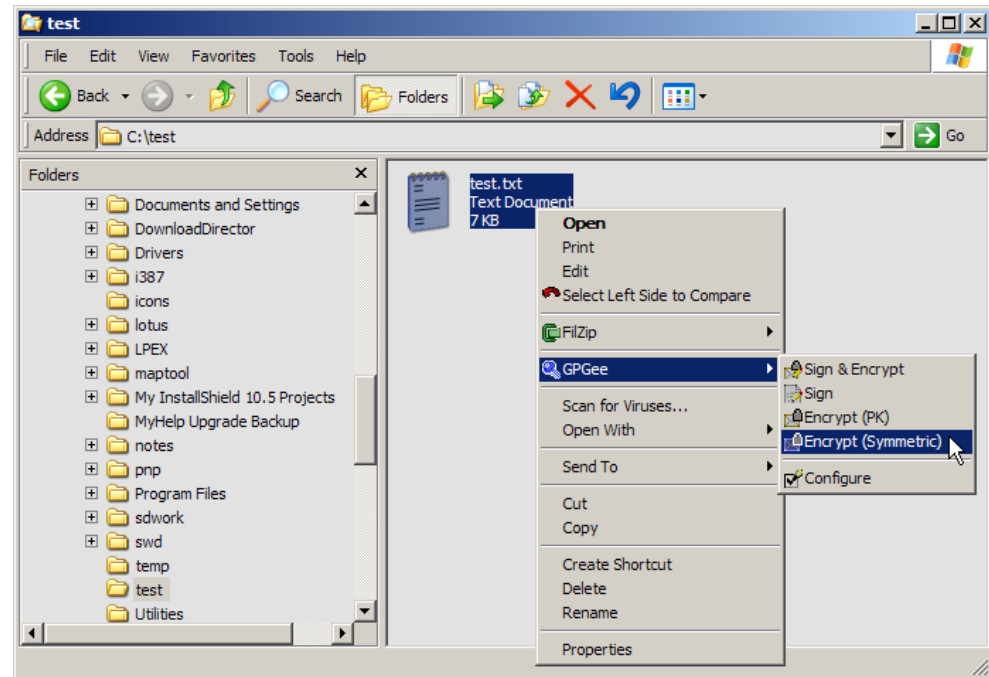 test
File Edit View Favorites Tools Help
Back Search Folders
Address C:\test Go
Folders
Documents and Settings
DownloadDirector
Drivers
i387
icons
lotus
LPEX
maptool
My InstallShield 10.5 Projects
MyHelp Upgrade Backup
notes
pnp
Program Files
sdwork
swd
temp
test
Utilities
test.txt
Text Document
7 KB
Open
Print
Edit
Select Left Side to Compare
FilZip
GPGee
Scan for Viruses...
Open With
Send To
Cut
Copy
Create Shortcut
Delete
Rename
Properties
Sign & Encrypt
Sign
Encrypt (PK)
Encrypt (Symmetric)
Configure